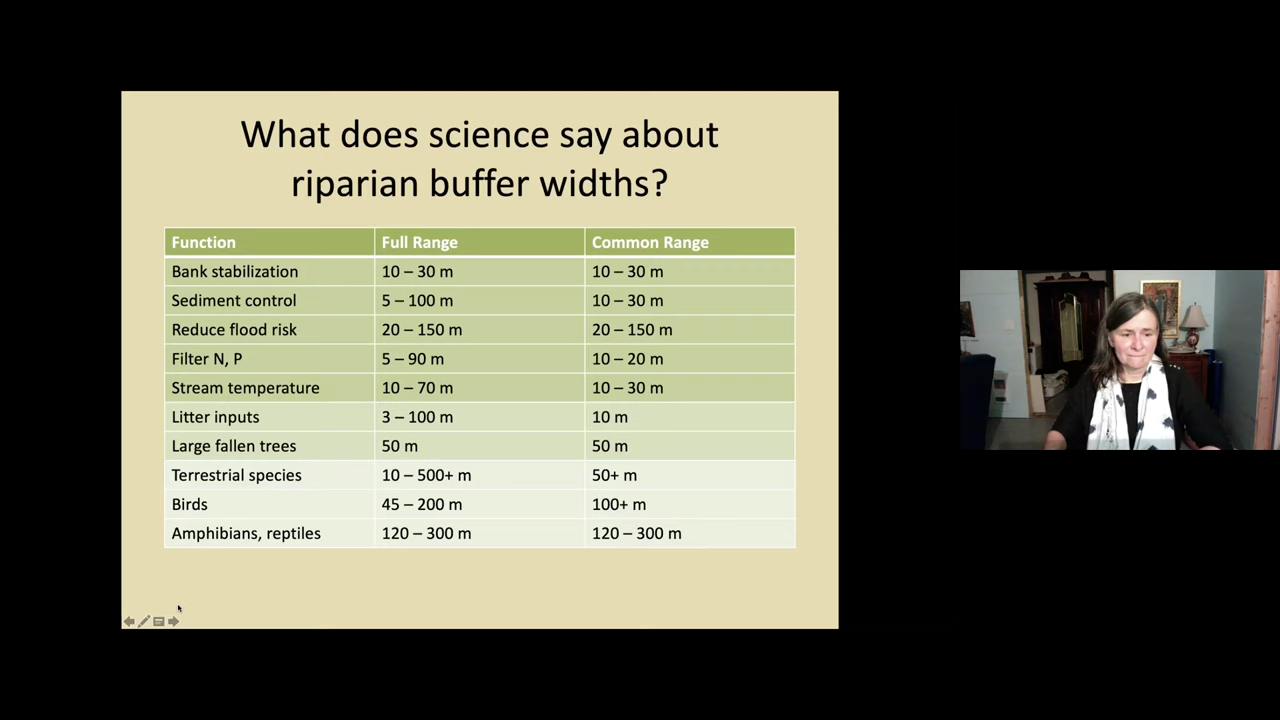 What does science say about
riparian buffer widths?
Function Full Range Common Range
Bank stabilization 10 – 30 m 10 – 30 m
Sediment control 5 – 100 m 10 – 30 m
Reduce flood risk 20 – 150 m 20 – 150 m
Filter N, P 5 – 90 m 10 – 20 m
Stream temperature 10 – 70 m 10 – 30 m
Litter inputs 3 – 100 m 10 m
Large fallen trees 50 m 50 m
Terrestrial species 10 – 500+ m 50+ m
Birds 45 – 200 m 100+ m
Amphibians, reptiles 120 – 300 m 120 – 300 m